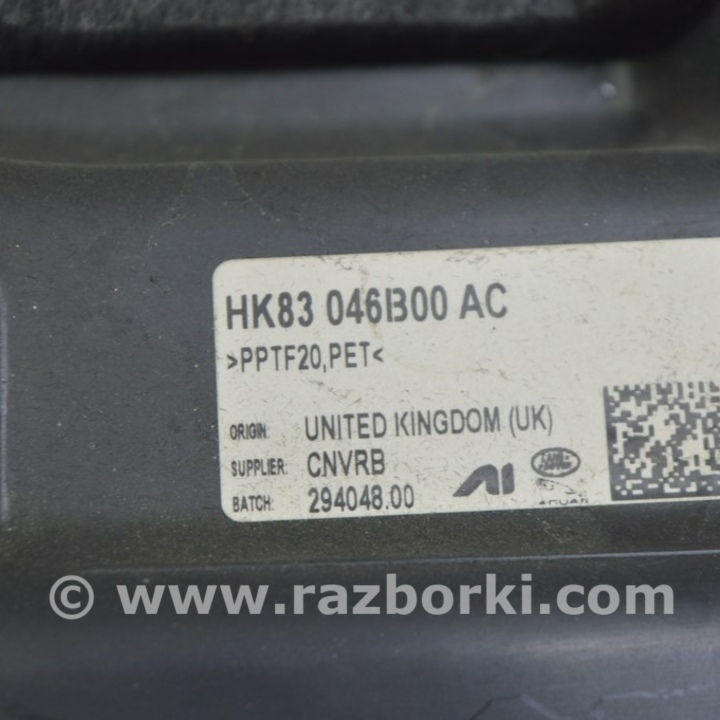 HK83 046B00 AC
>PPTF20,PET<
ORIGIN: UNITED KINGDOM (UK)
SUPPLIER: CNVRB
BATCH: 294048.00
© www.razborki.com